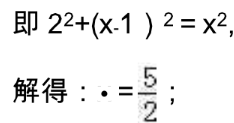 即 2²+(x-1 ) ² = x²,
解得：• = 5/2 ；